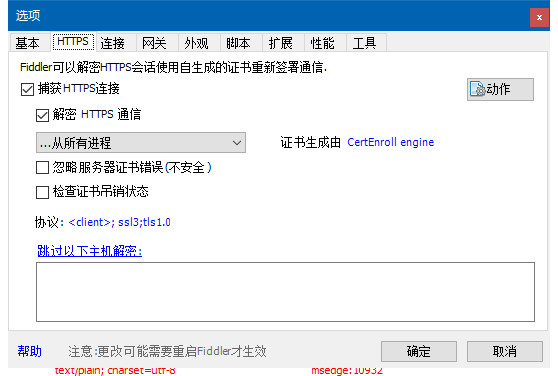 选项
x
基本 HTTPS 连接 网关 外观 脚本 扩展 性能 工具
Fiddler可以解密HTTPS会话使用自生成的证书重新签署通信.
捕获HTTPS连接
动作
解密 HTTPS 通信
...从所有进程
证书生成由 CertEnroll engine
忽略服务器证书错误(不安全)
检查证书吊销状态
协议: <client>; ssl3;tls1.0
跳过以下主机解密:
帮助 注意:更改可能需要重启Fiddler才生效 确定 取消
text/plain; charset=utf-8 msedge:10932